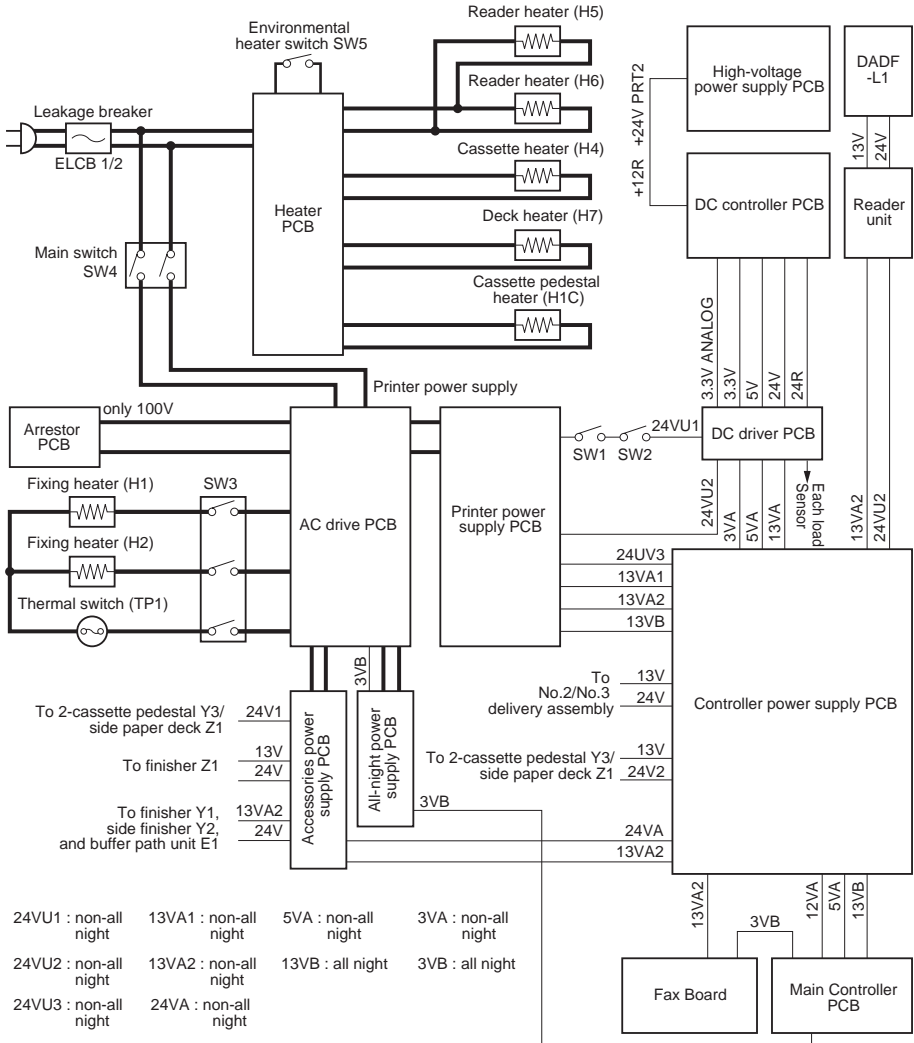 Environmental
heater switch SW5
Reader heater (H5)
Reader heater (H6)
Cassette heater (H4)
Deck heater (H7)
Cassette pedestal
heater (H1C)
Heater
PCB
Leakage breaker
ELCB 1/2
Main switch
SW4
Printer power supply
High-voltage
power supply PCB
DADF
-L1
+24V PRT2
+12R
13V
24V
DC controller PCB
Reader
unit
3.3V ANALOG
3.3V
5V
24V
24R
Arrestor
PCB
only 100V
Fixing heater (H1)
SW3
Fixing heater (H2)
Thermal switch (TP1)
AC drive PCB
Printer power
supply PCB
SW1
SW2
24VU1
DC driver PCB
24VU2
3VA
5VA
13VA
Each load
Sensor
13VA2
24VU2
24UV3
13VA1
13VA2
13VB
To
No.2/No.3
delivery assembly
13V
24V
Controller power supply PCB
To 2-cassette pedestal Y3/
side paper deck Z1
13V
24V2
3VB
To 2-cassette pedestal Y3/
side paper deck Z1
24V1
To finisher Z1
13V
24V
To finisher Y1,
side finisher Y2,
and buffer path unit E1
13VA2
24V
Accessories power
supply PCB
All-night power
supply PCB
3VB
24VA
13VA2
13VA2
12VA
5VA
13VB
3VB
Fax Board
Main Controller
PCB
24VU1 : non-all
night
13VA1 : non-all
night
5VA : non-all
night
3VA : non-all
night
24VU2 : non-all
night
13VA2 : non-all
night
13VB : all night
3VB : all night
24VU3 : non-all
night
24VA : non-all
night